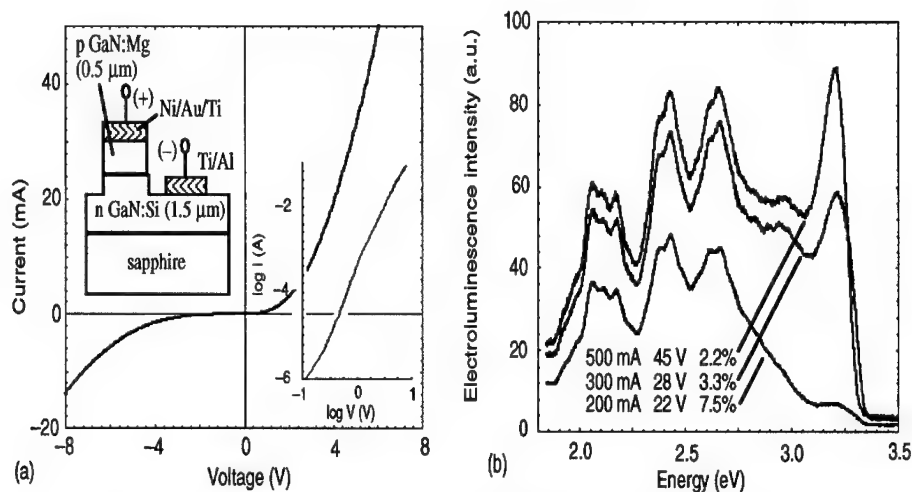 p GaN:Mg
(0.5 μm)
(+)
Ni/Au/Ti
(−)
Ti/Al
n GaN:Si (1.5 μm)
sapphire
40
20
0
−20
Current (mA)
−8
−4
0
4
8
Voltage (V)
(a)
log I (A)
−2
−4
−6
−1
0
1
log V (V)
Electroluminescence Intensity (a.u.)
100
80
60
40
20
0
500 mA 45 V 2.2%
300 mA 28 V 3.3%
200 mA 22 V 7.5%
2.0
2.5
3.0
3.5
Energy (eV)
(b)